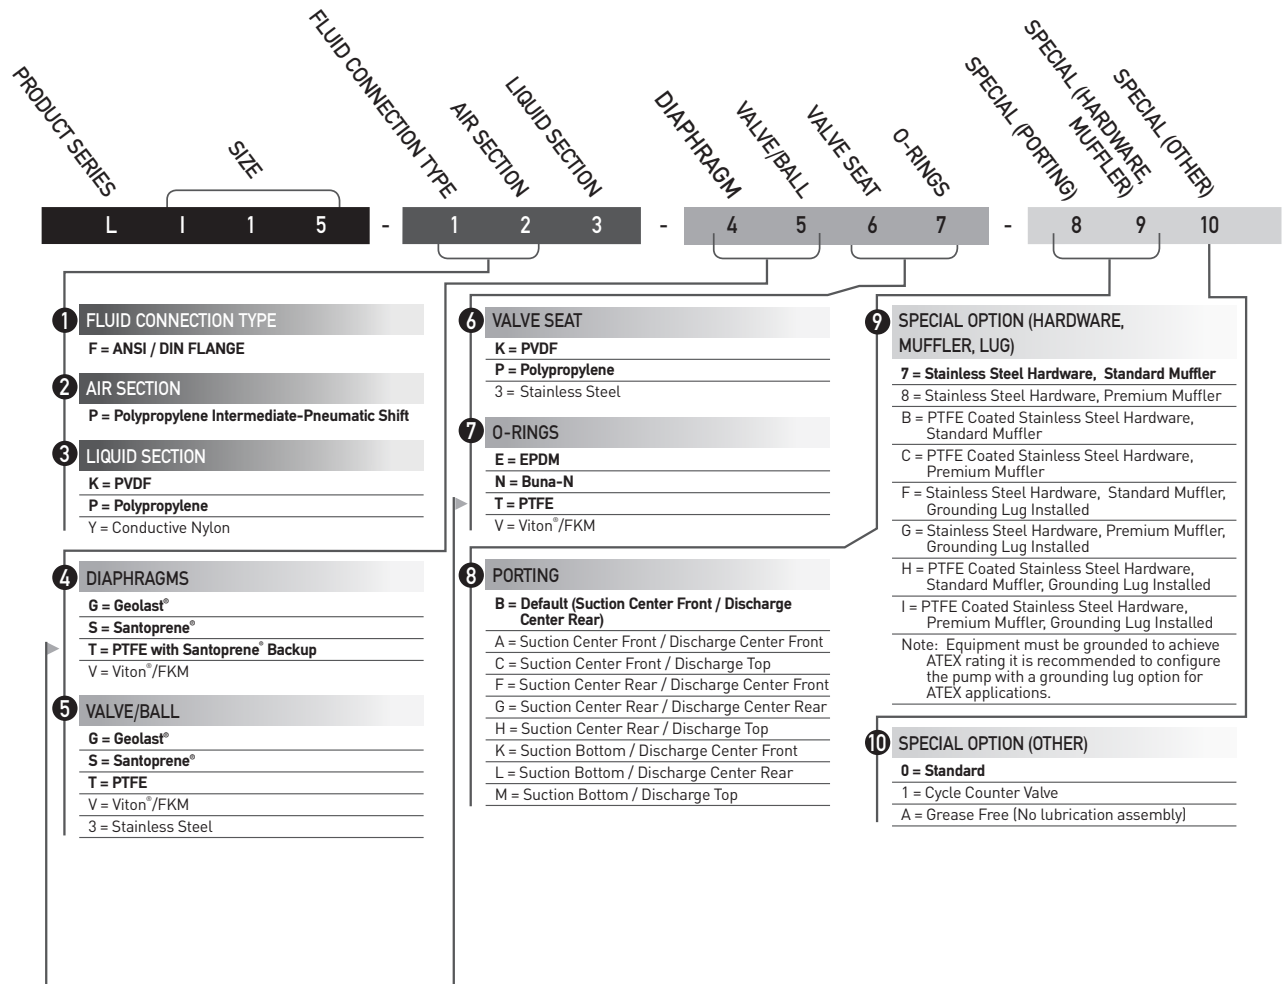 PRODUCT SERIES
SIZE
FLUID CONNECTION TYPE
AIR SECTION
LIQUID SECTION
DIAPHRAGM
VALVE/BALL
VALVE SEAT
O-RINGS
SPECIAL (PORTING)
SPECIAL (HARDWARE,
MUFFLER)
SPECIAL (OTHER)
L I 1 5 - 1 2 3 - 4 5 6 7 - 8 9 10
1 FLUID CONNECTION TYPE
F = ANSI / DIN FLANGE
2 AIR SECTION
P = Polypropylene Intermediate-Pneumatic Shift
3 LIQUID SECTION
K = PVDF
P = Polypropylene
Y = Conductive Nylon
4 DIAPHRAGMS
G = Geolast®
S = Santoprene®
T = PTFE with Santoprene® Backup
V = Viton®/FKM
5 VALVE/BALL
G = Geolast®
S = Santoprene®
T = PTFE
V = Viton®/FKM
3 = Stainless Steel
6 VALVE SEAT
K = PVDF
P = Polypropylene
3 = Stainless Steel
7 O-RINGS
E = EPDM
N = Buna-N
T = PTFE
V = Viton®/FKM
8 PORTING
B = Default (Suction Center Front / Discharge
Center Rear)
A = Suction Center Front / Discharge Center Front
C = Suction Center Front / Discharge Top
F = Suction Center Rear / Discharge Center Front
G = Suction Center Rear / Discharge Center Rear
H = Suction Center Rear / Discharge Top
K = Suction Bottom / Discharge Center Front
L = Suction Bottom / Discharge Center Rear
M = Suction Bottom / Discharge Top
9 SPECIAL OPTION (HARDWARE,
MUFFLER, LUG)
7 = Stainless Steel Hardware, Standard Muffler
8 = Stainless Steel Hardware, Premium Muffler
B = PTFE Coated Stainless Steel Hardware,
Standard Muffler
C = PTFE Coated Stainless Steel Hardware,
Premium Muffler
F = Stainless Steel Hardware, Standard Muffler,
Grounding Lug Installed
G = Stainless Steel Hardware, Premium Muffler,
Grounding Lug Installed
H = PTFE Coated Stainless Steel Hardware,
Standard Muffler, Grounding Lug Installed
I = PTFE Coated Stainless Steel Hardware,
Premium Muffler, Grounding Lug Installed
Note: Equipment must be grounded to achieve
ATEX rating it is recommended to configure
the pump with a grounding lug option for
ATEX applications.
10 SPECIAL OPTION (OTHER)
0 = Standard
1 = Cycle Counter Valve
A = Grease Free (No lubrication assembly)